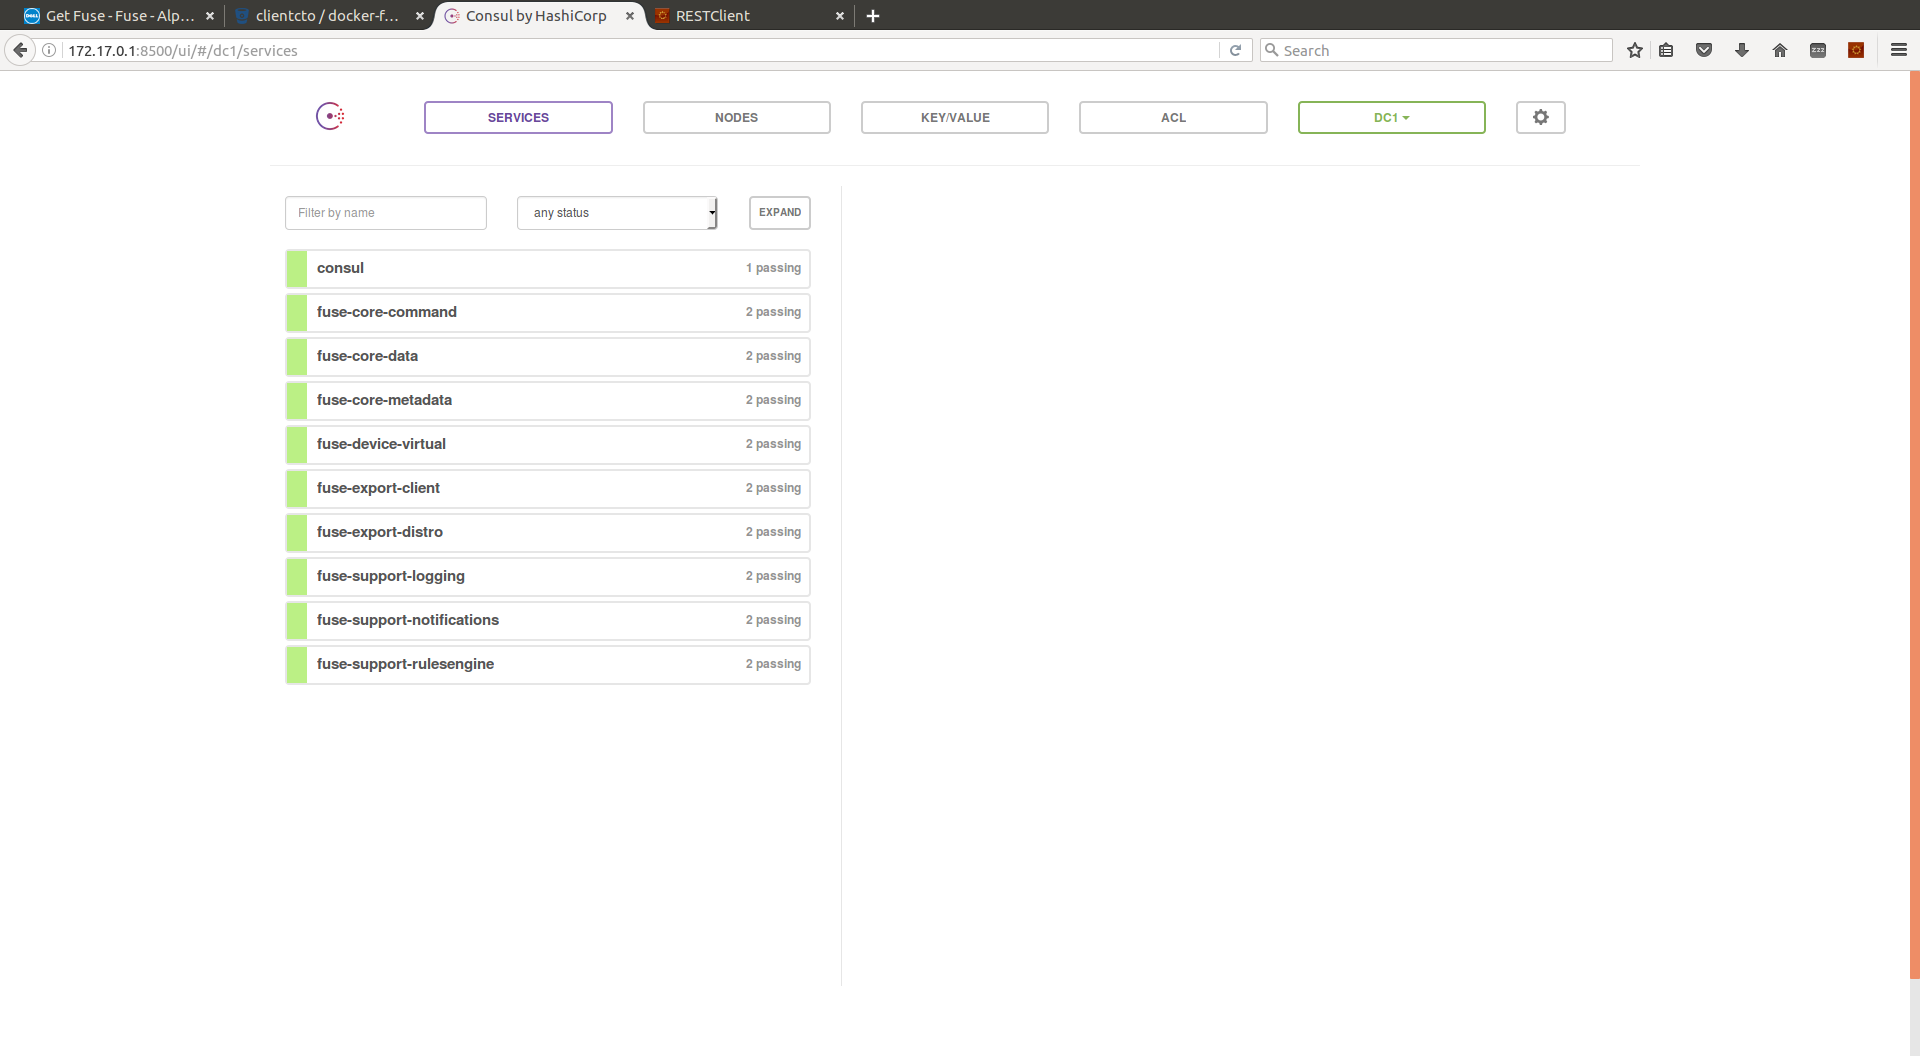 Get Fuse - Fuse - Alp...
clientcto / docker-f...
Consul by HashiCorp
RESTClient
172.17.0.1:8500/ui/#/dc1/services
Search
SERVICES
NODES
KEY/VALUE
ACL
DC1
Filter by name
any status
EXPAND
consul 1 passing
fuse-core-command 2 passing
fuse-core-data 2 passing
fuse-core-metadata 2 passing
fuse-device-virtual 2 passing
fuse-export-client 2 passing
fuse-export-distro 2 passing
fuse-support-logging 2 passing
fuse-support-notifications 2 passing
fuse-support-rulesengine 2 passing